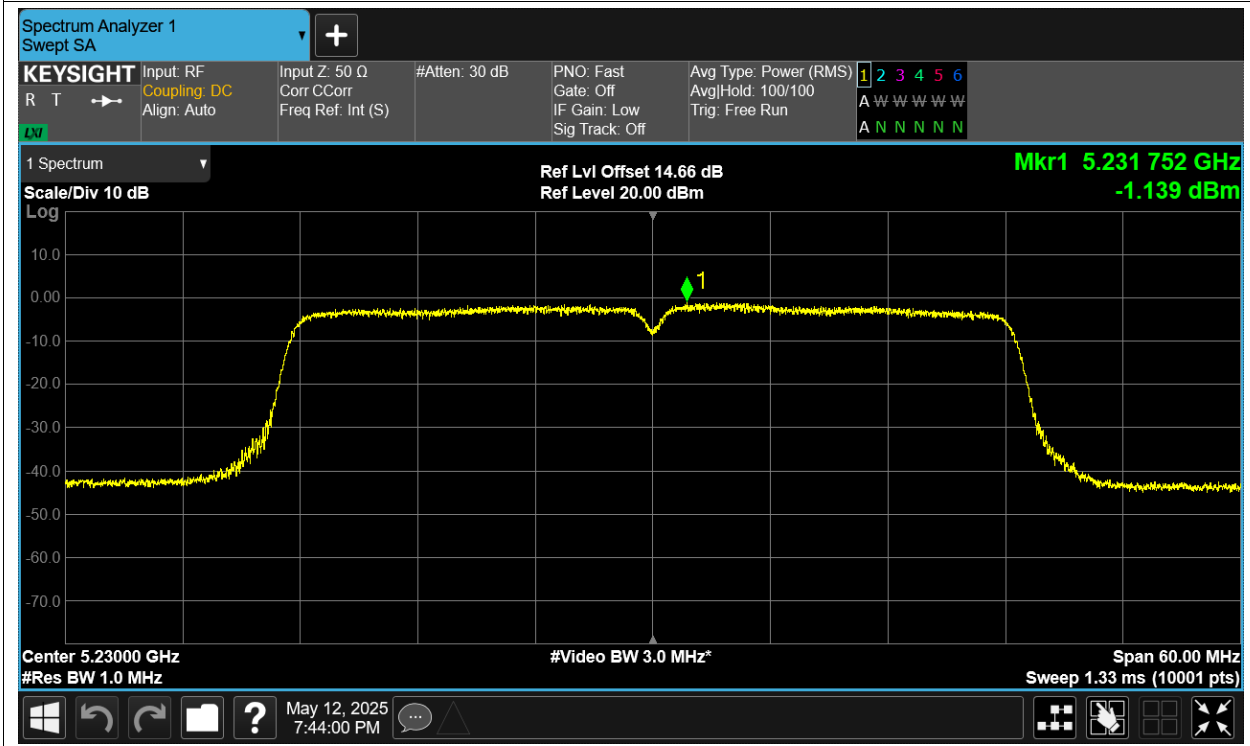 Spectrum Analyzer 1
Swept SA
+
KEYSIGHT
R T
LXI
Input: RF
Coupling: DC
Align: Auto
Input Z: 50 Ω
Corr CCorr
Freq Ref: Int (S)
#Atten: 30 dB
PNO: Fast
Gate: Off
IF Gain: Low
Sig Track: Off
Avg Type: Power (RMS)
Avg|Hold: 100/100
Trig: Free Run
1 2 3 4 5 6
A W W W W W
A N N N N N
1 Spectrum
Scale/Div 10 dB
Log
Ref Lvl Offset 14.66 dB
Ref Level 20.00 dBm
Mkr1 5.231 752 GHz
-1.139 dBm
10.0
0.00
-10.0
-20.0
-30.0
-40.0
-50.0
-60.0
-70.0
1
Center 5.23000 GHz
#Res BW 1.0 MHz
#Video BW 3.0 MHz*
Span 60.00 MHz
Sweep 1.33 ms (10001 pts)
?
May 12, 2025
7:44:00 PM